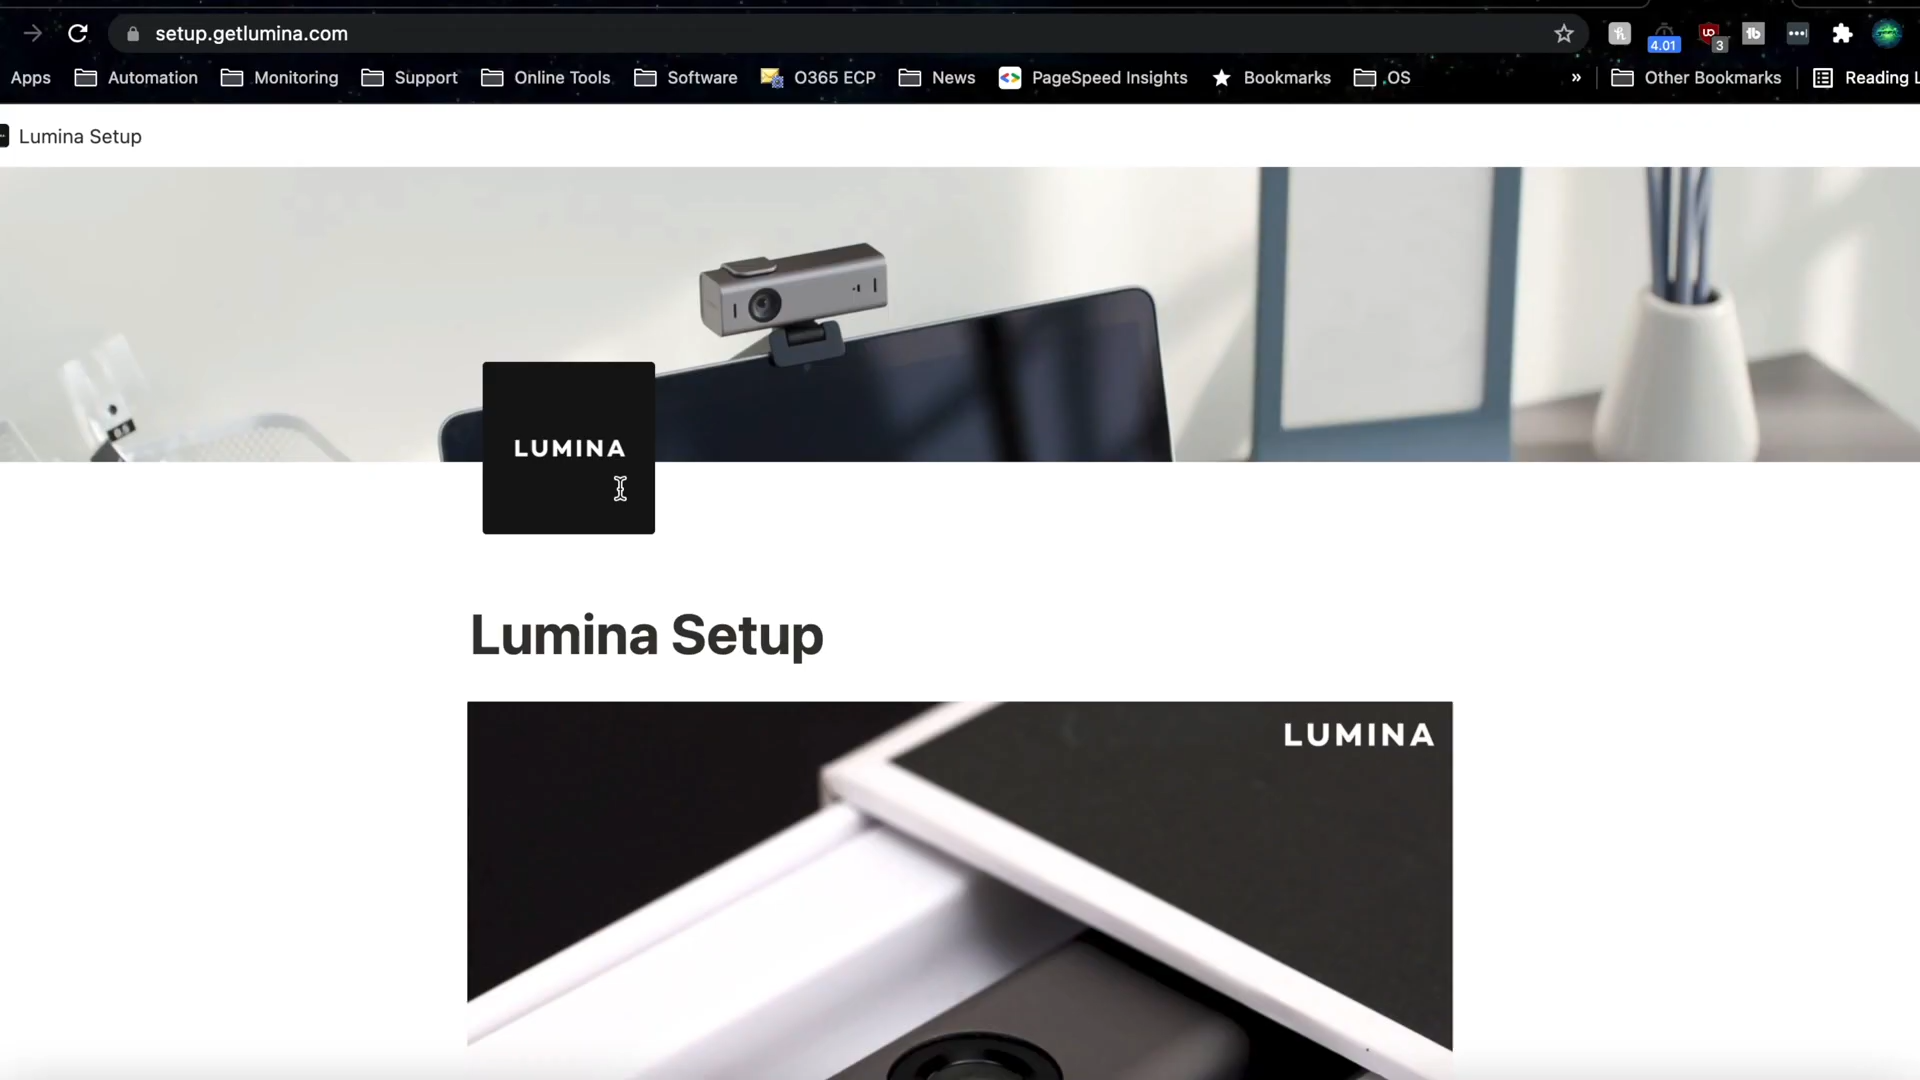 setup.getlumina.com
4.01
3
Apps
Automation
Monitoring
Support
Online Tools
Software
O365 ECP
News
PageSpeed Insights
Bookmarks
.OS
»
Other Bookmarks
Reading L
Lumina Setup
LUMINA
Lumina Setup
LUMINA